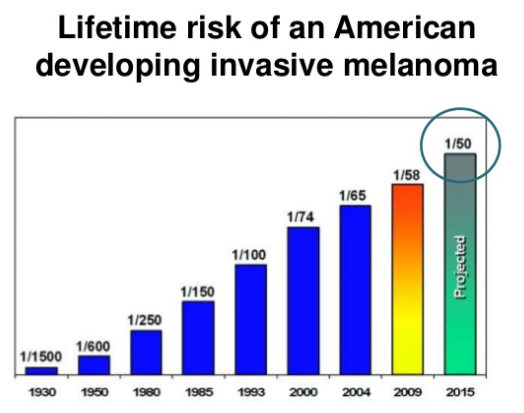 Lifetime risk of an American
developing invasive melanoma
1/1500
1/600
1/250
1/150
1/100
1/74
1/65
1/58
1/50
Projected
1930 1950 1980 1985 1993 2000 2004 2009 2015